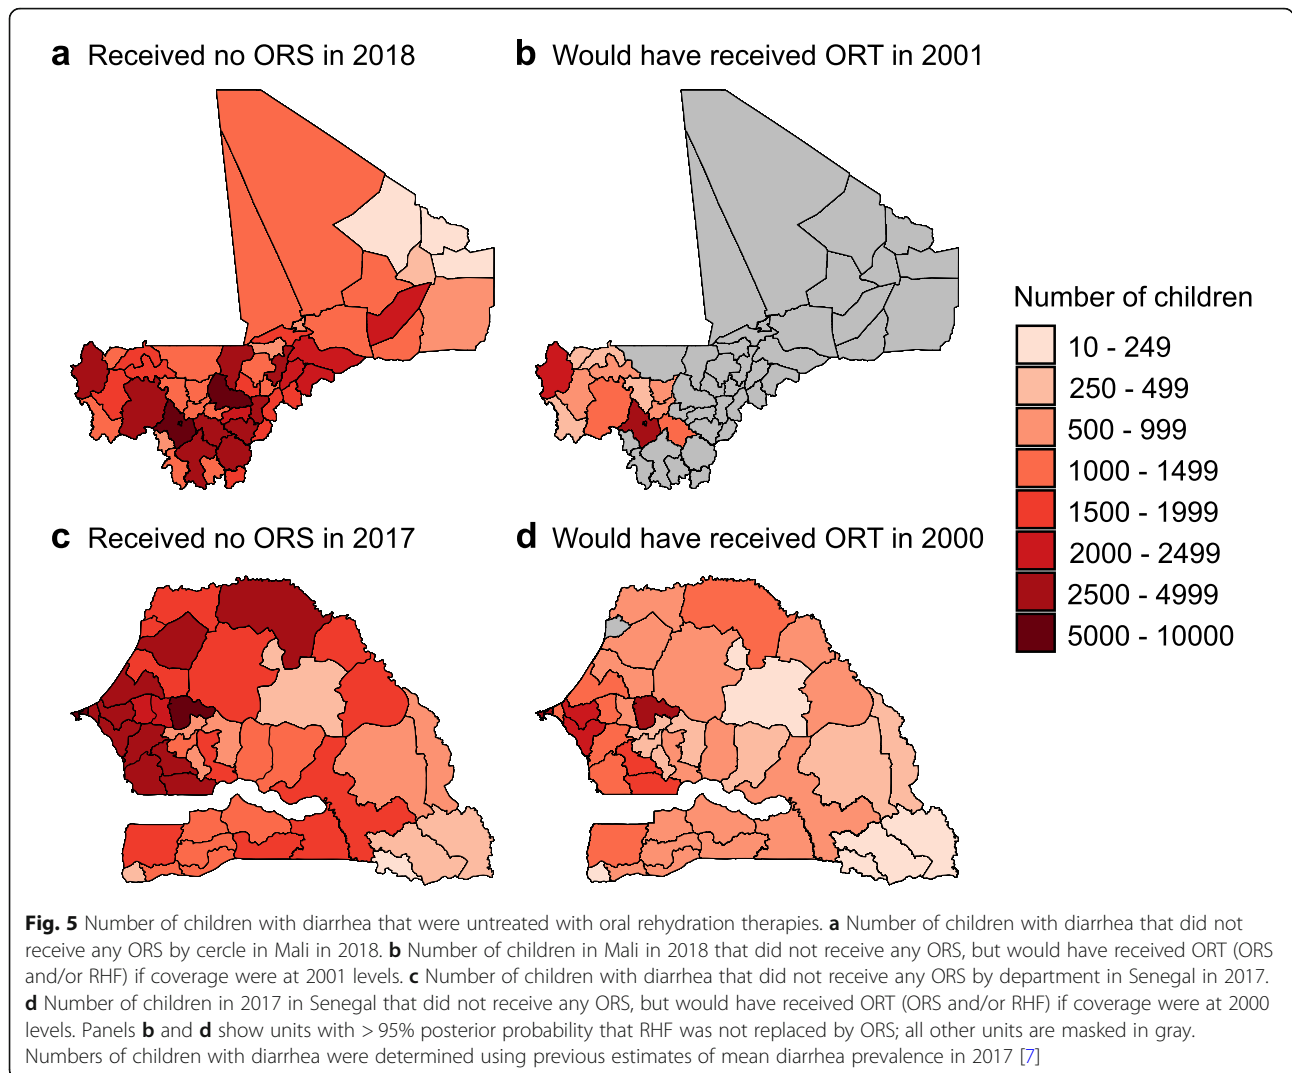 a Received no ORS in 2018
b Would have received ORT in 2001
Number of children
10 - 249
250 - 499
500 - 999
1000 - 1499
1500 - 1999
2000 - 2499
2500 - 4999
5000 - 10000
c Received no ORS in 2017
d Would have received ORT in 2000
Fig. 5 Number of children with diarrhea that were untreated with oral rehydration therapies. a Number of children with diarrhea that did not
receive any ORS by cercle in Mali in 2018. b Number of children in Mali in 2018 that did not receive any ORS, but would have received ORT (ORS
and/or RHF) if coverage were at 2001 levels. c Number of children with diarrhea that did not receive any ORS by department in Senegal in 2017.
d Number of children in 2017 in Senegal that did not receive any ORS, but would have received ORT (ORS and/or RHF) if coverage were at 2000
levels. Panels b and d show units with > 95% posterior probability that RHF was not replaced by ORS; all other units are masked in gray.
Numbers of children with diarrhea were determined using previous estimates of mean diarrhea prevalence in 2017 [7]